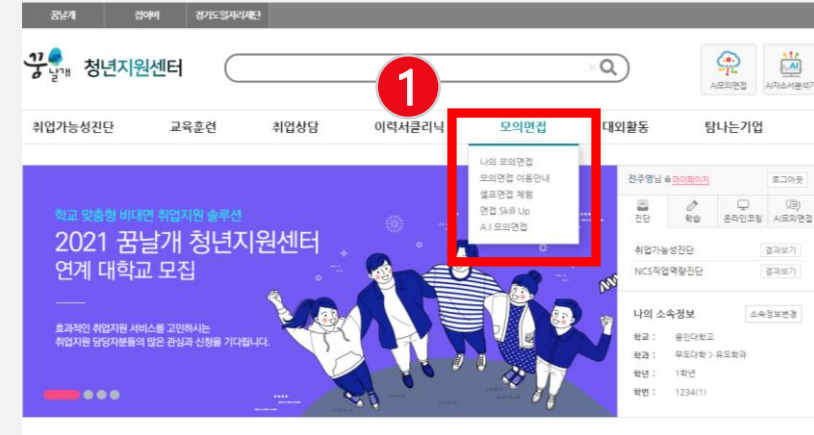 꿈날개 잡아바 경기도일자리재단
꿈날개 청년지원센터
AI모의면접 AI자소서분석기
1
취업가능성진단 교육훈련 취업상담 이력서클리닉 모의면접 대외활동 탐나는기업
나의 모의면접
모의면접 이용안내
셀프면접 체험
면접 Skill Up
A.I 모의면접
학교 맞춤형 비대면 취업지원 솔루션
2021 꿈날개 청년지원센터
연계 대학교 모집
효과적인 취업지원 서비스를 고민하시는
취업지원 담당자분들의 많은 관심과 신청을 기다립니다.
전주영님 마이페이지 로그아웃
진단 학습 온라인코칭 AI모의면접
취업가능성진단 결과보기
NCS직업역량진단 결과보기
나의 소속정보 소속정보변경
학교 : 용인대학교
학과 : 무도대학 > 유도학과
학년 : 1학년
학번 : 1234(1)